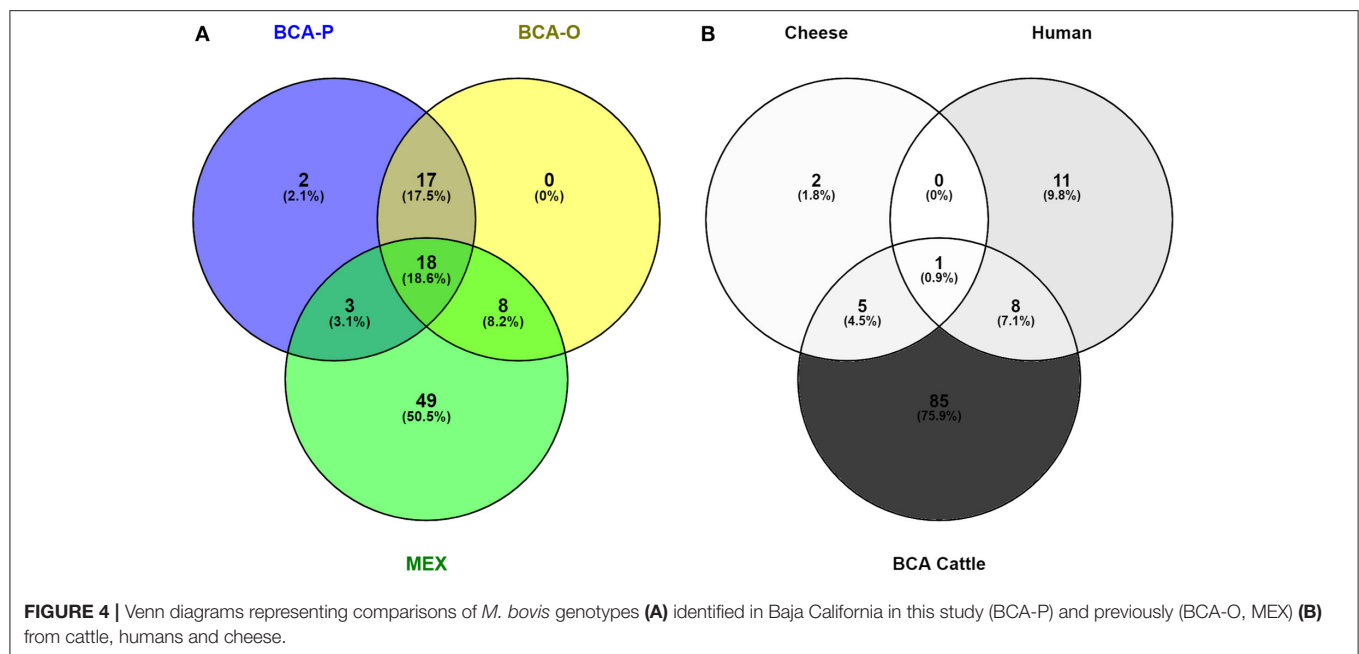 A
BCA-P
BCA-O
2
(2.1%)
17
(17.5%)
0
(0%)
18
(18.6%)
3
(3.1%)
8
(8.2%)
49
(50.5%)
MEX
B
Cheese
Human
2
(1.8%)
0
(0%)
11
(9.8%)
1
(0.9%)
5
(4.5%)
8
(7.1%)
85
(75.9%)
BCA Cattle
FIGURE 4 | Venn diagrams representing comparisons of M. bovis genotypes (A) identified in Baja California in this study (BCA-P) and previously (BCA-O, MEX) (B)
from cattle, humans and cheese.